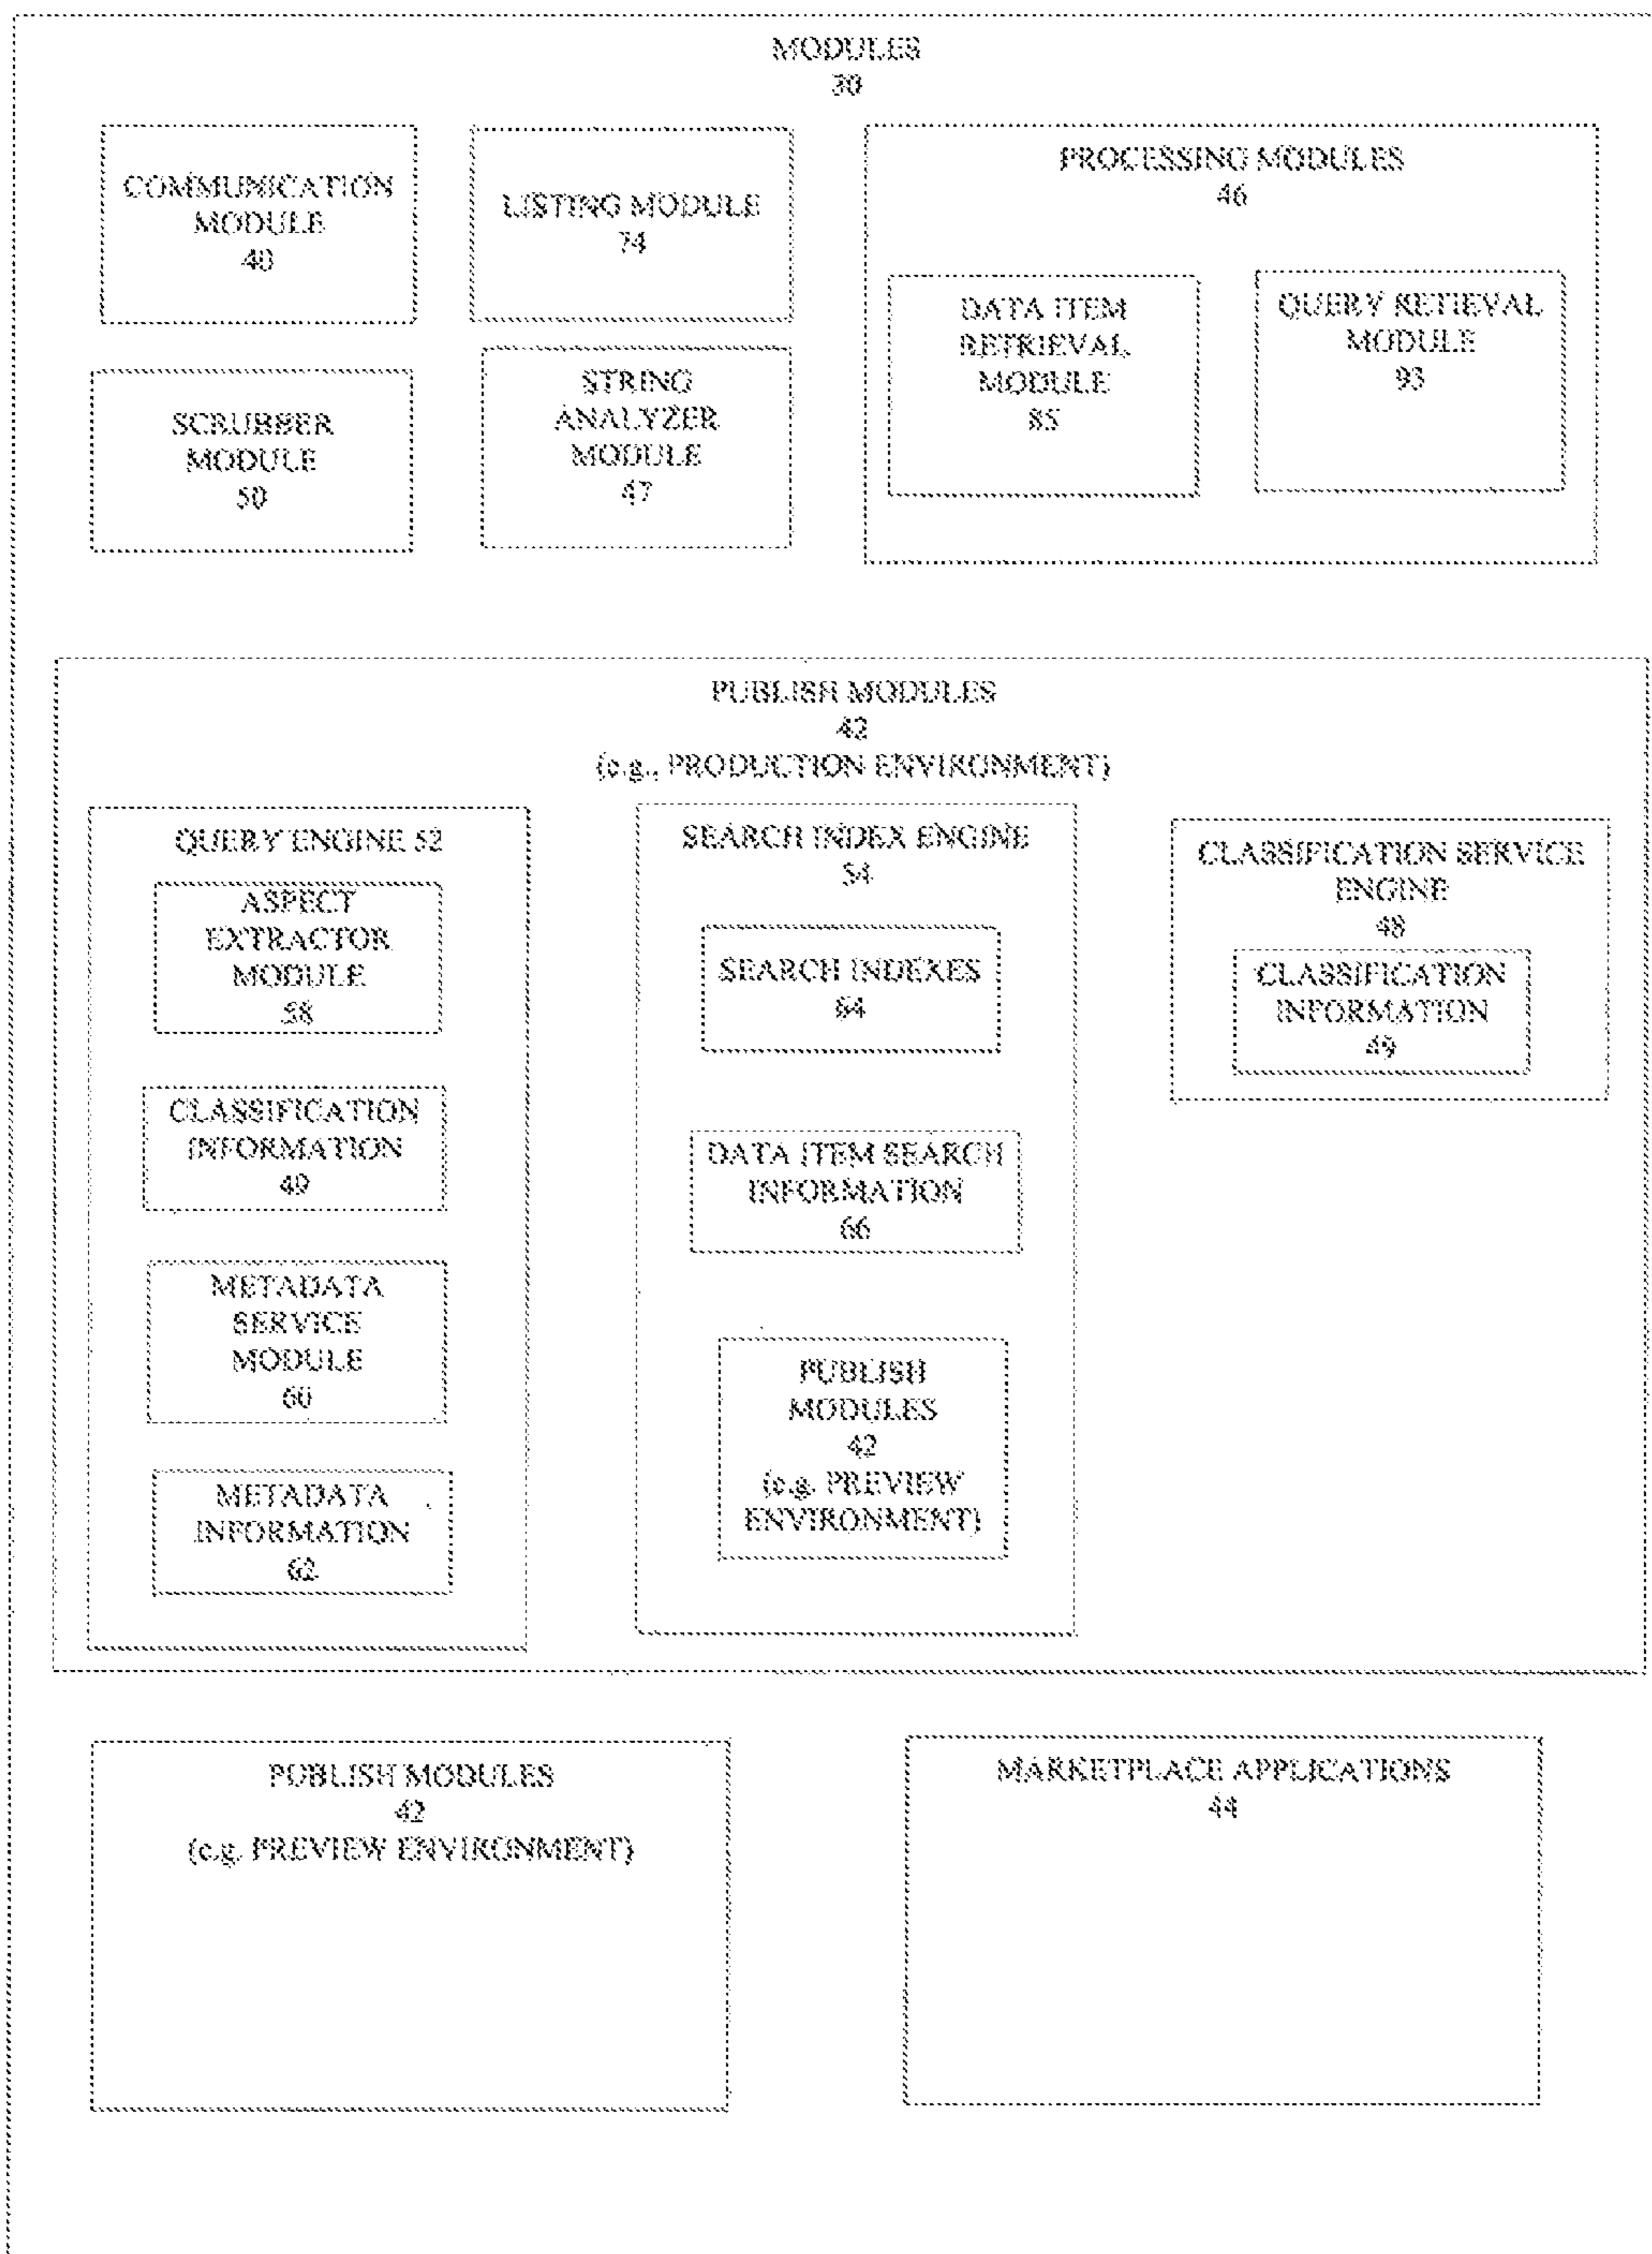 MODULES
30
COMMUNICATION
MODULE
40
LISTING MODULE
74
PROCESSING MODULES
46
DATA ITEM
RETRIEVAL
MODULE
85
QUERY RETIEVAL
MODULE
93
SCRUBBER
MODULE
50
STRING
ANALYZER
MODULE
47
PUBLISH MODULES
42
(e.g., PRODUCTION ENVIRONMENT)
QUERY ENGINE 52
ASPECT
EXTRACTOR
MODULE
58
CLASSIFICATION
INFORMATION
49
METADATA
SERVICE
MODULE
60
METADATA
INFORMATION
62
SEARCH INDEX ENGINE
54
SEARCH INDEXES
64
DATA ITEM SEARCH
INFORMATION
66
PUBLISH
MODULES
42
(e.g. PREVIEW
ENVIRONMENT)
CLASSIFICATION SERVICE
ENGINE
48
CLASSIFICATION
INFORMATION
49
PUBLISH MODULES
42
(e.g. PREVIEW ENVIRONMENT)
MARKETPLACE APPLICATIONS
44